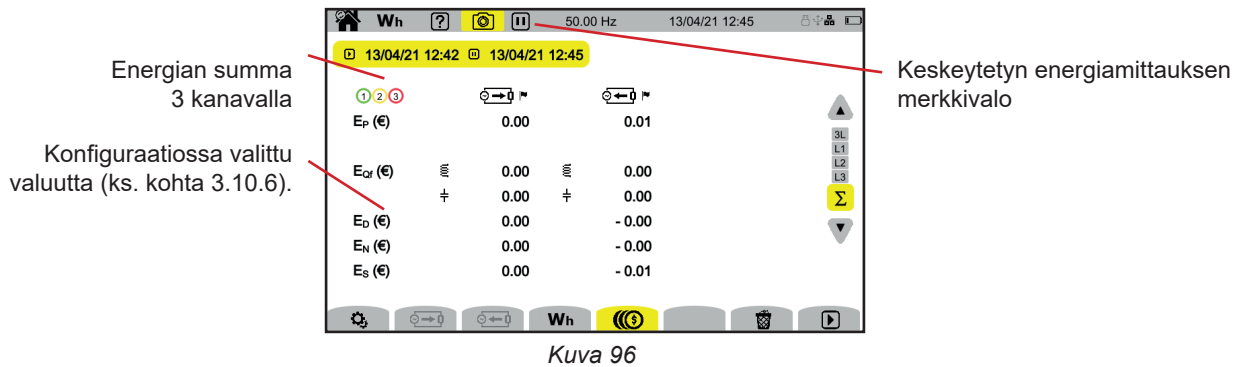 Wh ? 50.00 Hz 13/04/21 12:45
13/04/21 12:42 13/04/21 12:45
Energian summa
3 kanavalla
Keskeytetyn energiamittauksen
merkkivalo
1 2 3
EP (€) 0.00 0.01
3L
L1
L2
L3
Σ
Konfiguraatiossa valittu
valuutta (ks. kohta 3.10.6).
EQf (€) 0.00 0.00
0.00 0.00
ED (€) 0.00 - 0.00
EN (€) 0.00 - 0.00
ES (€) 0.00 - 0.01
Wh $
Kuva 96